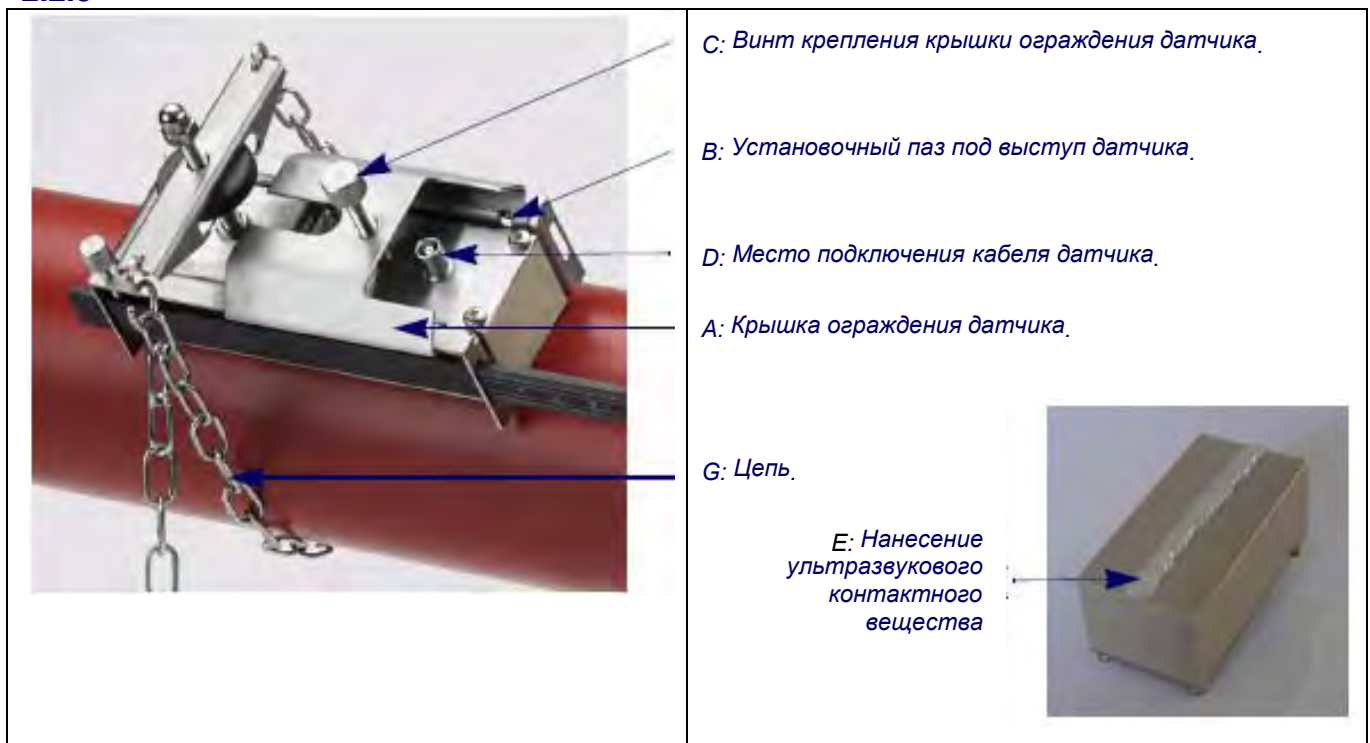 C: Винт крепления крышки ограждения датчика.
B: Установочный паз под выступ датчика.
D: Место подключения кабеля датчика.
A: Крышка ограждения датчика.
G: Цепь.
E: Нанесение
ультразвукового
контактного
вещества